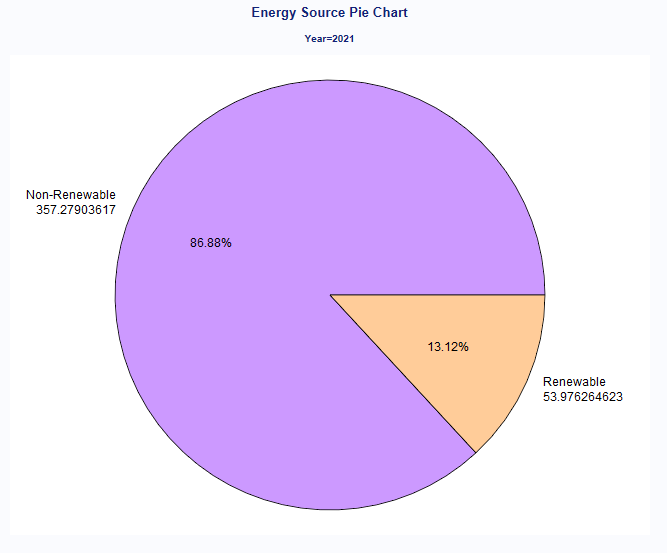 Energy Source Pie Chart
Year=2021
Non-Renewable
357.27903617
86.88%
13.12%
Renewable
53.976264623